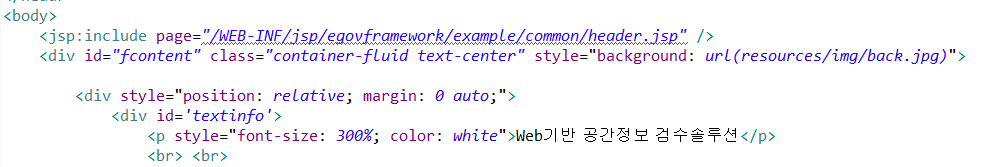 <body>
<jsp:include page="/WEB-INF/jsp/egovframework/example/common/header.jsp" />
<div id="fcontent" class="container-fluid text-center" style="background: url(resources/img/back.jpg)">
<div style="position: relative; margin: 0 auto;">
<div id='textinfo'>
<p style="font-size: 300%; color: white">Web기반 공간정보 검수솔루션</p>
<br> <br>